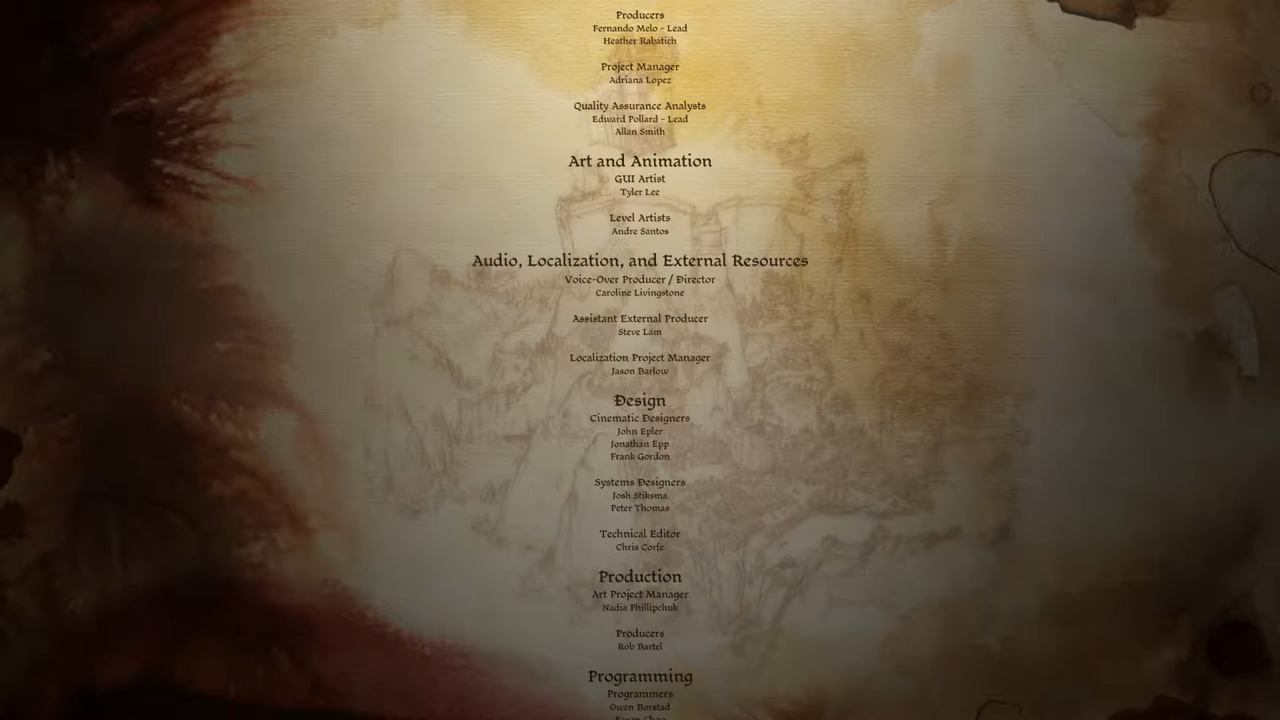 Producers
Fernando Melo - Lead
Heather Rabatich
Project Manager
Adriana Lopez
Quality Assurance Analysts
Edward Pollard - Lead
Allan Smith
Art and Animation
GUI Artist
Tyler Lee
Level Artists
Andre Santos
Audio, Localization, and External Resources
Voice-Over Producer / Director
Caroline Livingstone
Assistant External Producer
Steve Lam
Localization Project Manager
Jason Barlow
Design
Cinematic Designers
John Epler
Jonathan Epp
Frank Gordon
Systems Designers
Josh Stiksma
Peter Thomas
Technical Editor
Chris Corfe
Production
Art Project Manager
Nadia Phillipchuk
Producers
Rob Bartel
Programming
Programmers
Owen Borstad